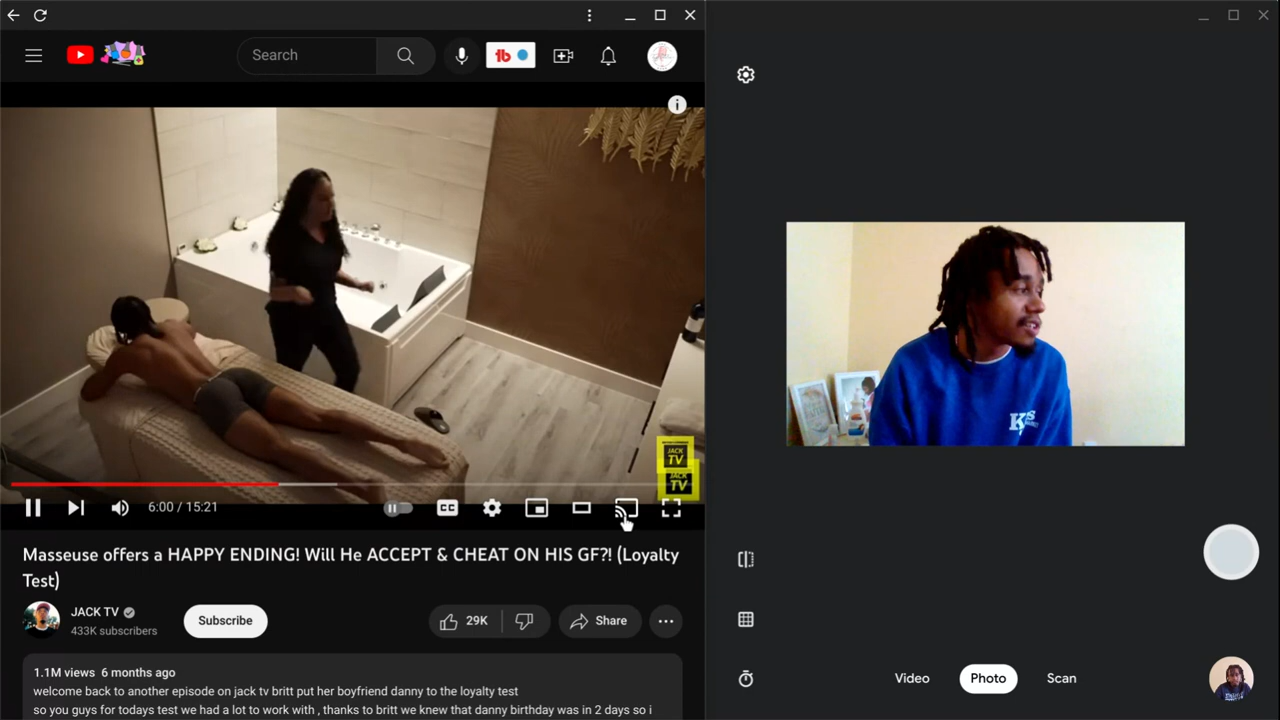 Search
JACK
TV
JACK
TV
6:00 / 15:21
CC
Masseuse offers a HAPPY ENDING! Will He ACCEPT & CHEAT ON HIS GF?! (Loyalty
Test)
JACK TV
433K subscribers
Subscribe
29K
Share
1.1M views 6 months ago
welcome back to another episode on jack tv britt put her boyfriend danny to the loyalty test
so you guys for todays test we had a lot to work with , thanks to britt we knew that danny birthday was in 2 days so i
Video
Photo
Scan